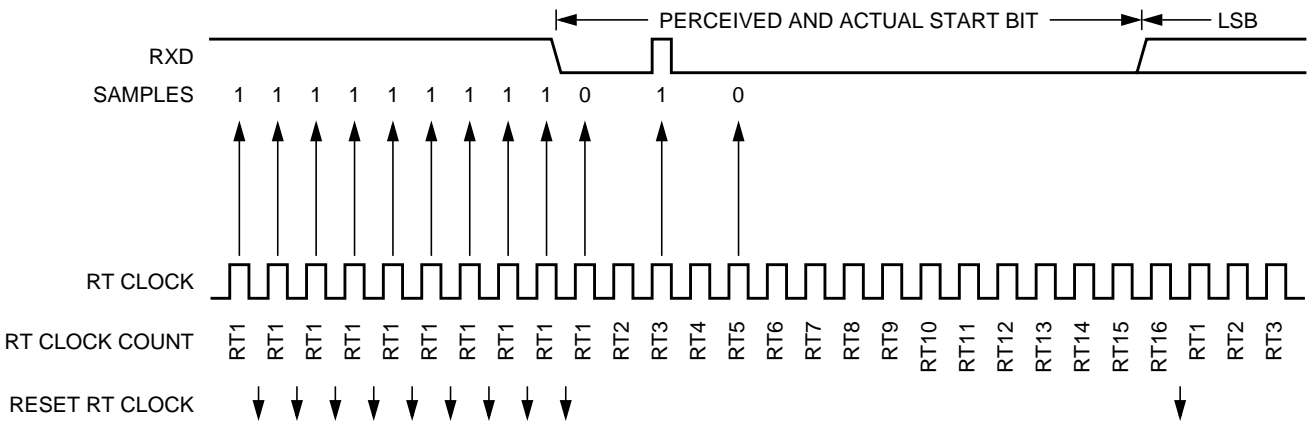 PERCEIVED AND ACTUAL START BIT LSB
RXD
SAMPLES 1 1 1 1 1 1 1 1 1 0 1 0
RT CLOCK
RT CLOCK COUNT RT1 RT1 RT1 RT1 RT1 RT1 RT1 RT1 RT1 RT1 RT2 RT3 RT4 RT5 RT6 RT7 RT8 RT9 RT10 RT11 RT12 RT13 RT14 RT15 RT16 RT1 RT2 RT3
RESET RT CLOCK